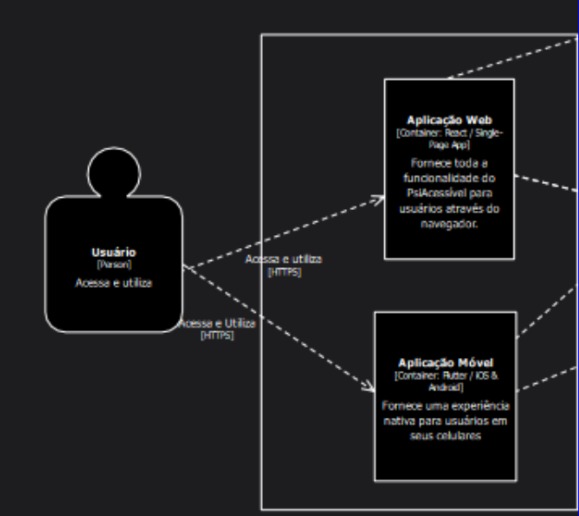 Aplicação Web
[Container: React / Single-
Page App]
Fornece toda a
funcionalidade do
PsiAcessível para
usuários através do
navegador.
Usuário
[Person]
Acessa e utiliza
Acessa e utiliza
[HTTPS]
Acessa e Utiliza
[HTTPS]
Aplicação Móvel
[Container: Flutter / iOS &
Android]
Fornece uma experiência
nativa para usuários em
seus celulares